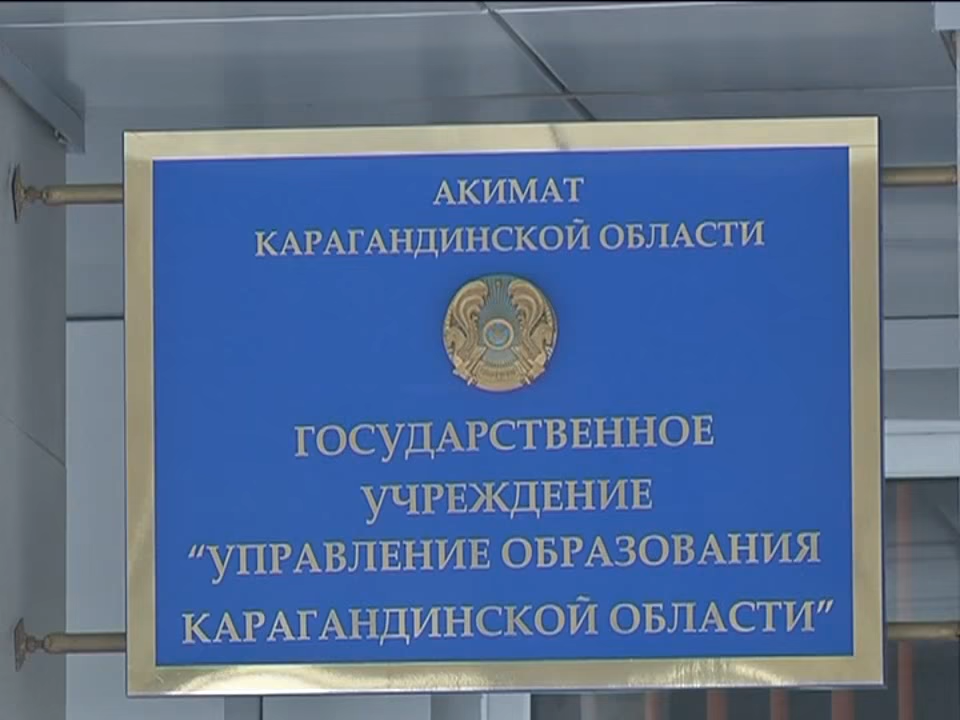 АКИМАТ
КАРАГАНДИНСКОЙ ОБЛАСТИ
ГОСУДАРСТВЕННОЕ
УЧРЕЖДЕНИЕ
“УПРАВЛЕНИЕ ОБРАЗОВАНИЯ
КАРАГАНДИНСКОЙ ОБЛАСТИ”